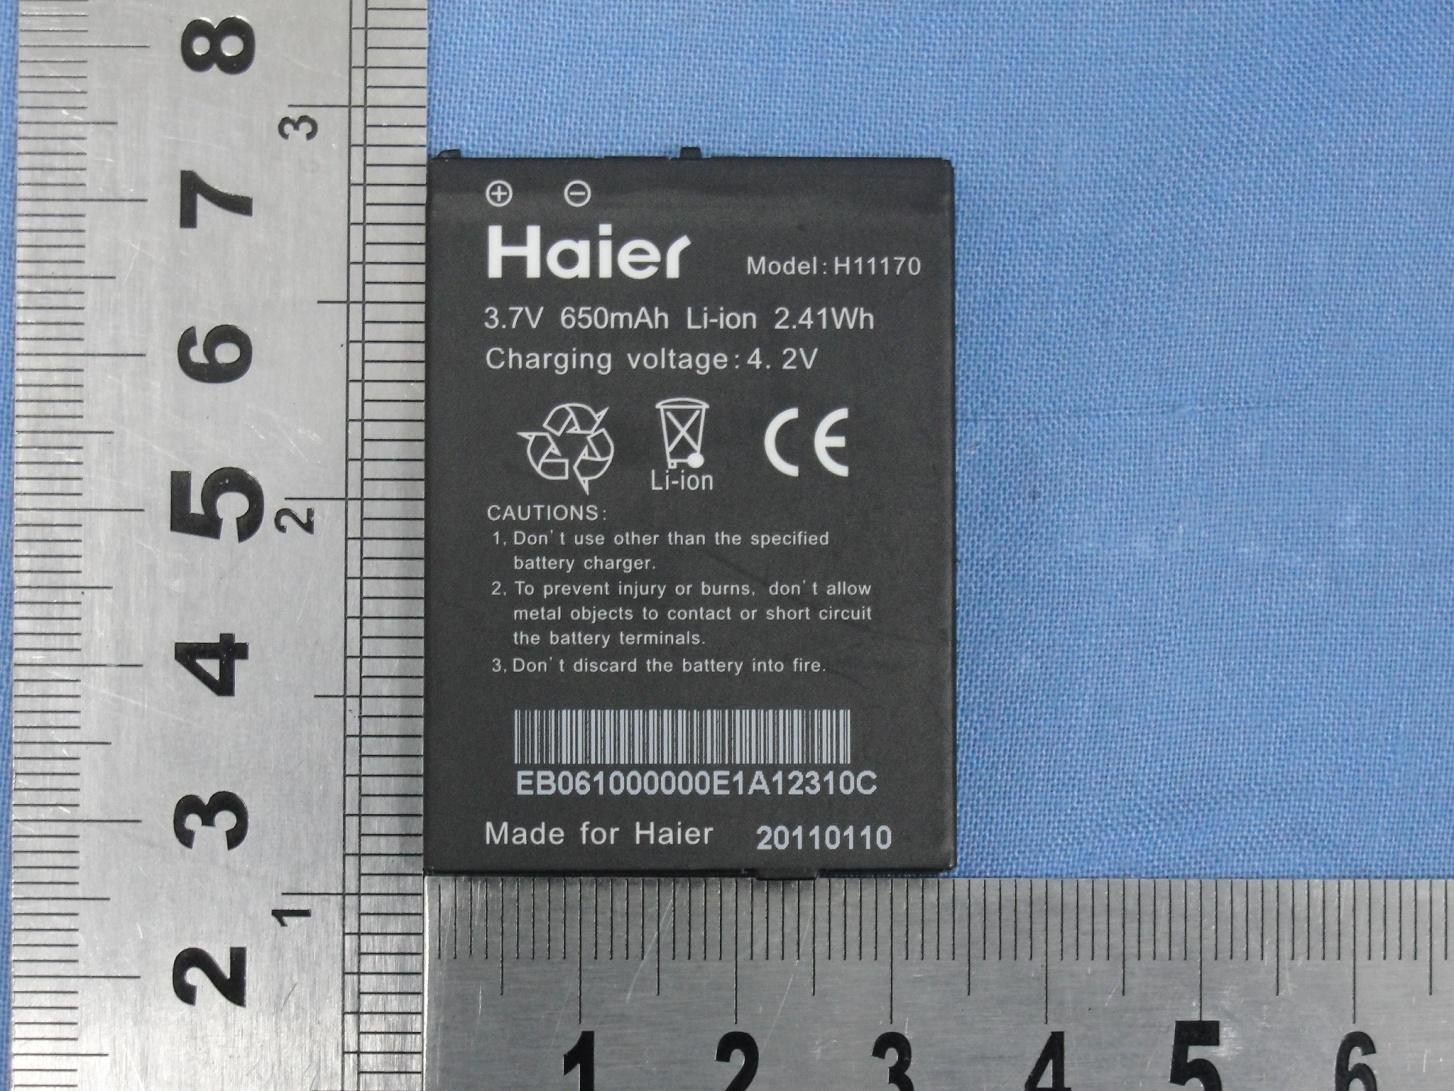 8
3
7
6
5
2
4
3
1
2
⊕ ⊖
Haier Model:H11170
3.7V 650mAh Li-ion 2.41Wh
Charging voltage:4. 2V
CE
Li-ion
CAUTIONS:
1, Don't use other than the specified
battery charger.
2, To prevent injury or burns, don't allow
metal objects to contact or short circuit
the battery terminals.
3, Don't discard the battery into fire.
EB061000000E1A12310C
Made for Haier 20110110
1 2 3 4 5 6